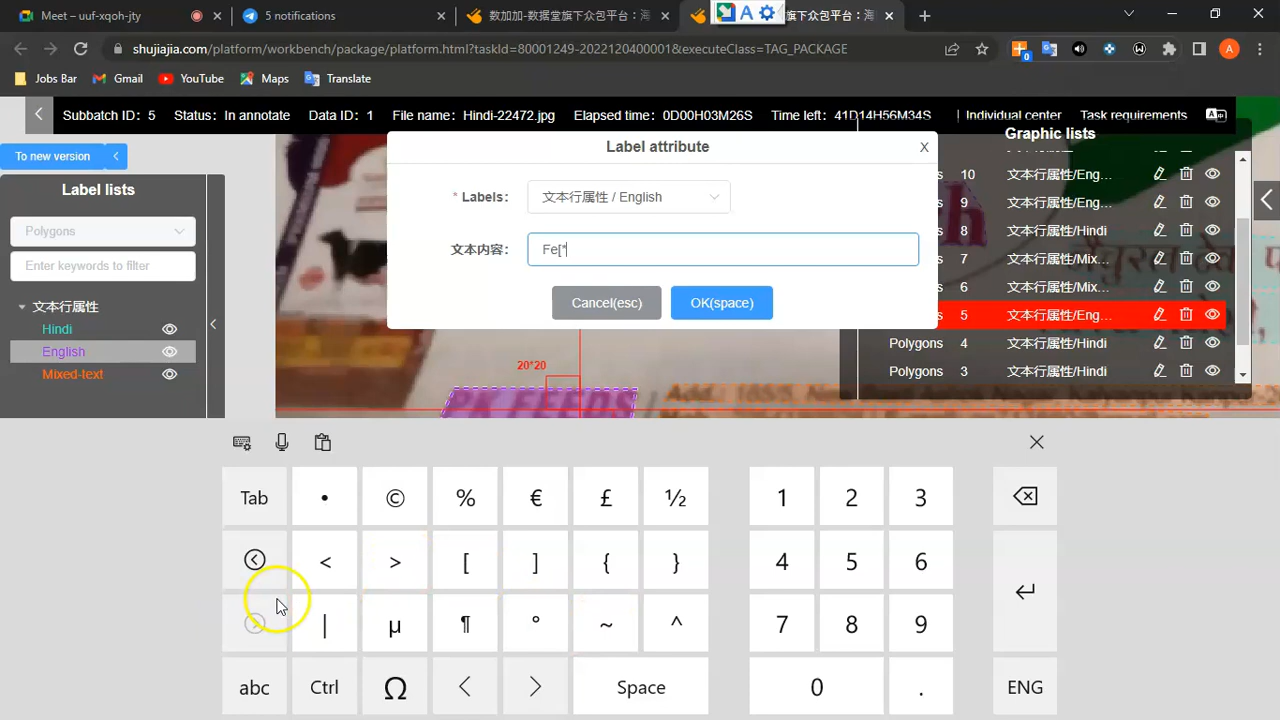 Meet – uuf-xqoh-jty
5 notifications
数加加-数据堂旗下众包平台：海
旗下众包平台：海
shujiajia.com/platform/workbench/package/platform.html?taskId=80001249-2022120400001&executeClass=TAG_PACKAGE
Jobs Bar Gmail YouTube Maps Translate
Subbatch ID: 5 Status: In annotate Data ID: 1 File name: Hindi-22472.jpg Elapsed time: 0D00H03M26S Time left: 41D14H56M34S | Individual center Task requirements
To new version
Label lists
Polygons
Enter keywords to filter
文本行属性
Hindi
English
Mixed-text
Label attribute
X
* Labels: 文本行属性 / English
文本内容: Fe["
Cancel(esc) OK(space)
Graphic lists
10 文本行属性/Eng...
9 文本行属性/Eng...
8 文本行属性/Hindi
7 文本行属性/Mix...
6 文本行属性/Mix...
5 文本行属性/Eng...
Polygons 4 文本行属性/Hindi
Polygons 3 文本行属性/Hindi
20*20
PK FEEDS
Tab • © % € £ ½ 1 2 3
< > [ ] { } 4 5 6
| µ ¶ ° ~ ^ 7 8 9
abc Ctrl Ω Space 0 . ENG